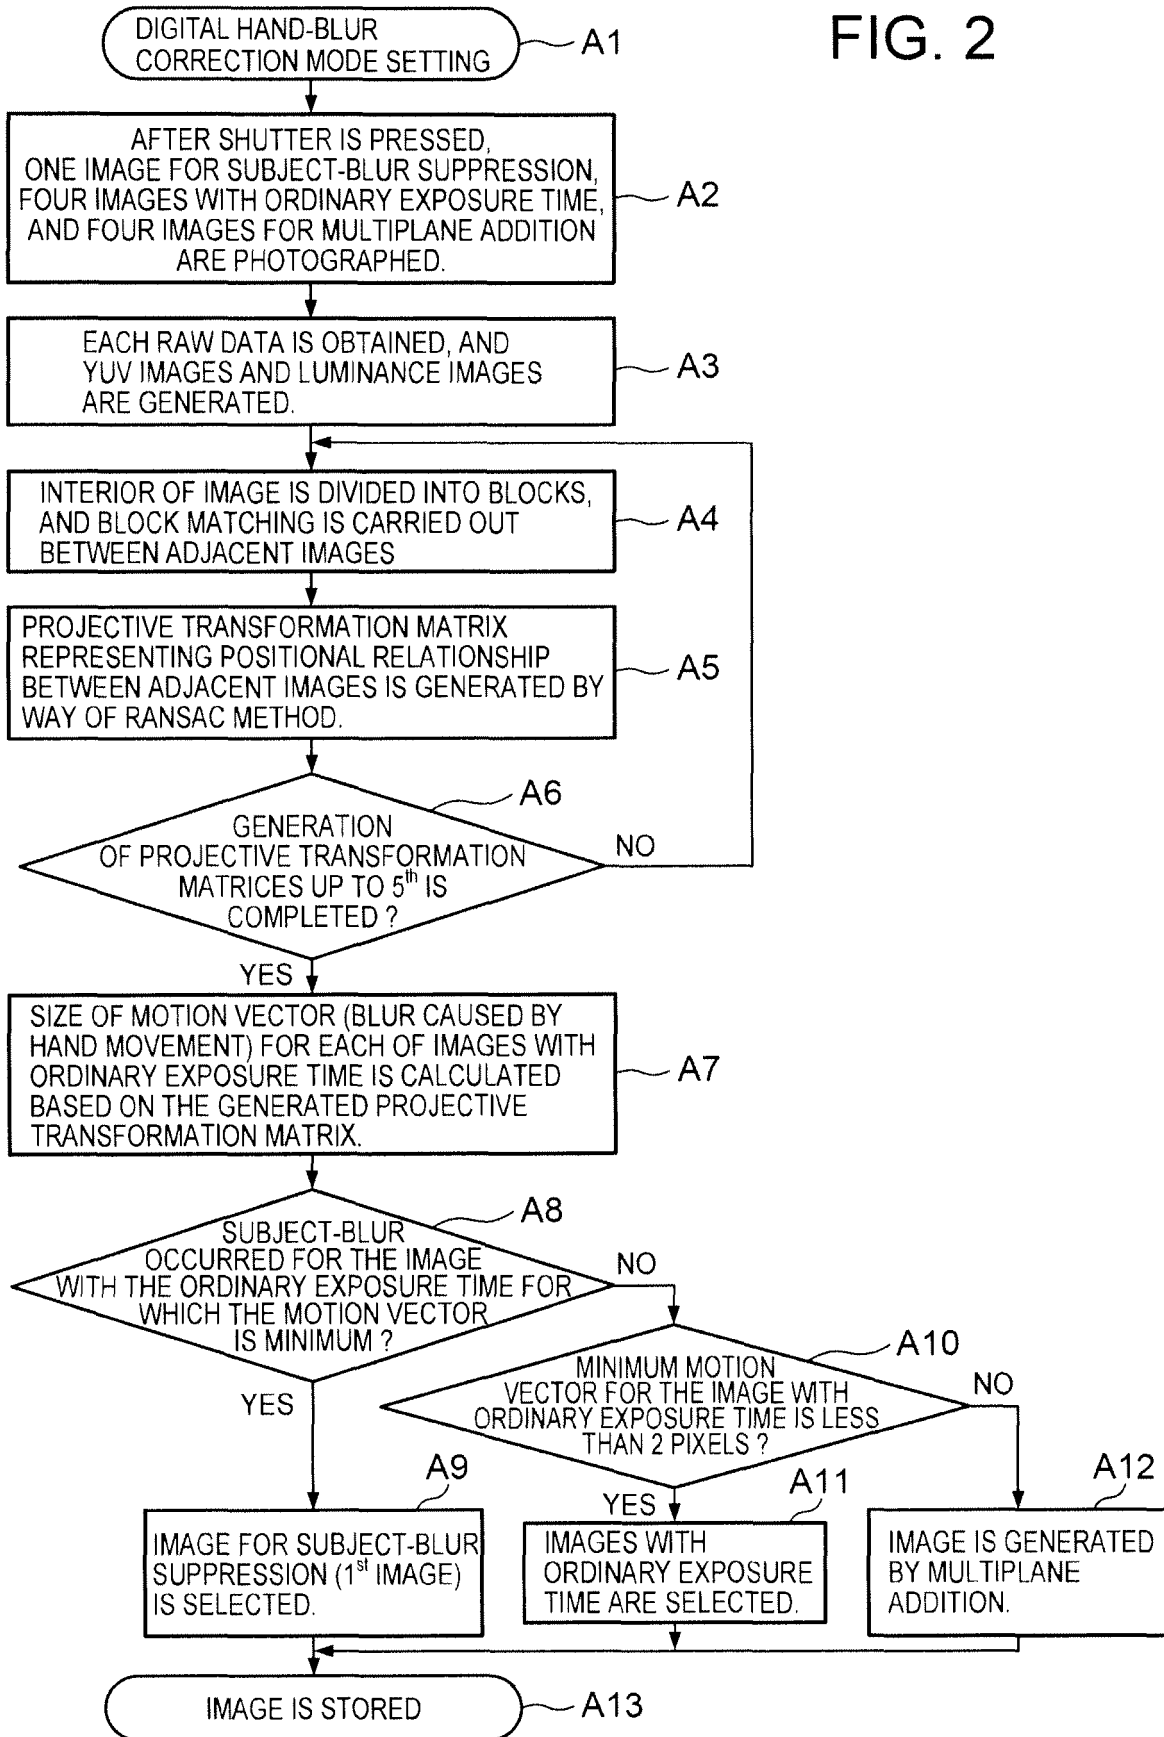 FIG. 2
DIGITAL HAND-BLUR
CORRECTION MODE SETTING
A1
AFTER SHUTTER IS PRESSED,
ONE IMAGE FOR SUBJECT-BLUR SUPPRESSION,
FOUR IMAGES WITH ORDINARY EXPOSURE TIME,
AND FOUR IMAGES FOR MULTIPLANE ADDITION
ARE PHOTOGRAPHED.
A2
EACH RAW DATA IS OBTAINED, AND
YUV IMAGES AND LUMINANCE IMAGES
ARE GENERATED.
A3
INTERIOR OF IMAGE IS DIVIDED INTO BLOCKS,
AND BLOCK MATCHING IS CARRIED OUT
BETWEEN ADJACENT IMAGES
A4
PROJECTIVE TRANSFORMATION MATRIX
REPRESENTING POSITIONAL RELATIONSHIP
BETWEEN ADJACENT IMAGES IS GENERATED BY
WAY OF RANSAC METHOD.
A5
A6
GENERATION
OF PROJECTIVE TRANSFORMATION
MATRICES UP TO 5th IS
COMPLETED ?
NO
YES
SIZE OF MOTION VECTOR (BLUR CAUSED BY
HAND MOVEMENT) FOR EACH OF IMAGES WITH
ORDINARY EXPOSURE TIME IS CALCULATED
BASED ON THE GENERATED PROJECTIVE
TRANSFORMATION MATRIX.
A7
A8
SUBJECT-BLUR
OCCURRED FOR THE IMAGE
WITH THE ORDINARY EXPOSURE TIME FOR
WHICH THE MOTION VECTOR
IS MINIMUM ?
NO
YES
A10
MINIMUM MOTION
VECTOR FOR THE IMAGE WITH
ORDINARY EXPOSURE TIME IS LESS
THAN 2 PIXELS ?
NO
YES
A9
IMAGE FOR SUBJECT-BLUR
SUPPRESSION (1st IMAGE)
IS SELECTED.
A11
IMAGES WITH
ORDINARY EXPOSURE
TIME ARE SELECTED.
A12
IMAGE IS GENERATED
BY MULTIPLANE
ADDITION.
IMAGE IS STORED
A13